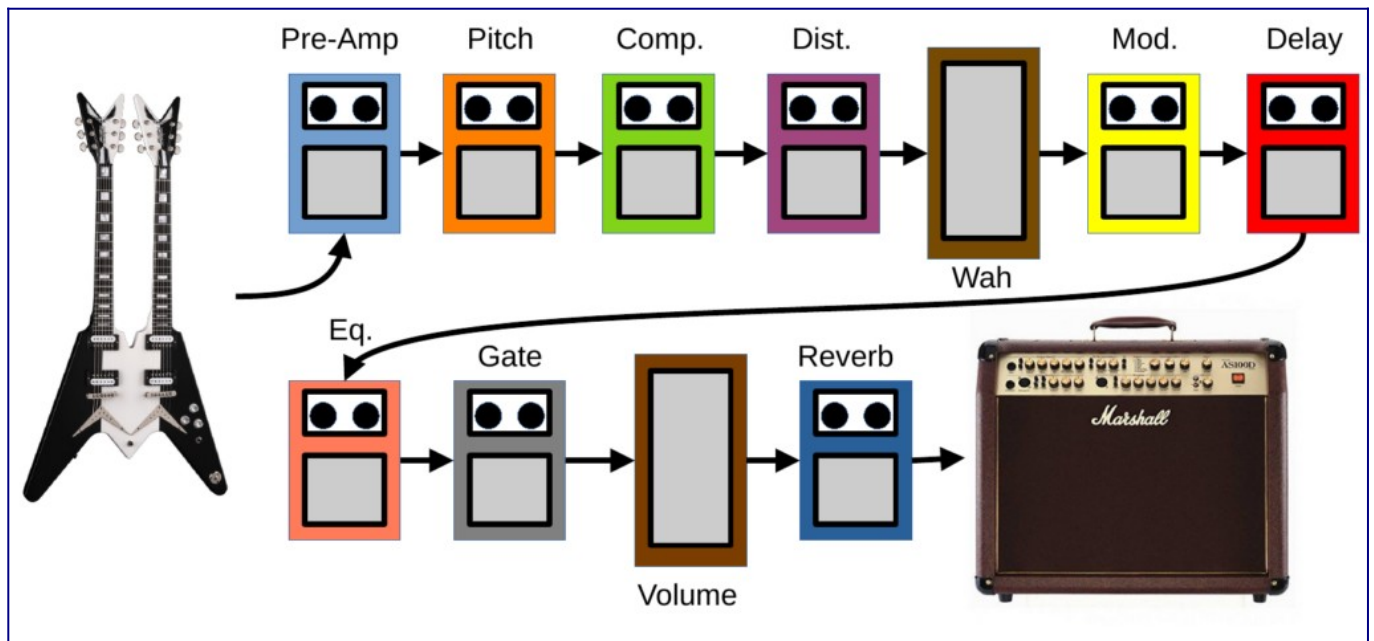 Pre-Amp
Pitch
Comp.
Dist.
Mod.
Delay
Wah
Eq.
Gate
Reverb
Volume
AS100D
Marshall